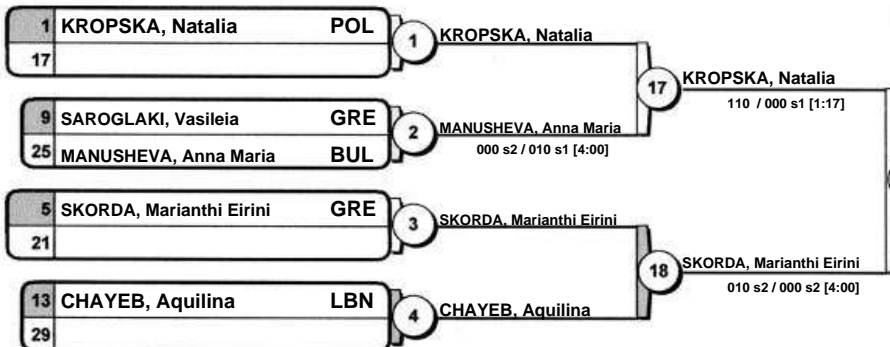 1 KROPSKA, Natalia POL
17
1
KROPSKA, Natalia
9 SAROGLAKI, Vasileia GRE
25 MANUSHEVA, Anna Maria BUL
2
MANUSHEVA, Anna Maria
000 s2 / 010 s1 [4:00]
17
KROPSKA, Natalia
110 / 000 s1 [1:17]
5 SKORDA, Marianthi Eirini GRE
21
3
SKORDA, Marianthi Eirini
13 CHAYEB, Aquilina LBN
29
4
CHAYEB, Aquilina
18
SKORDA, Marianthi Eirini
010 s2 / 000 s2 [4:00]